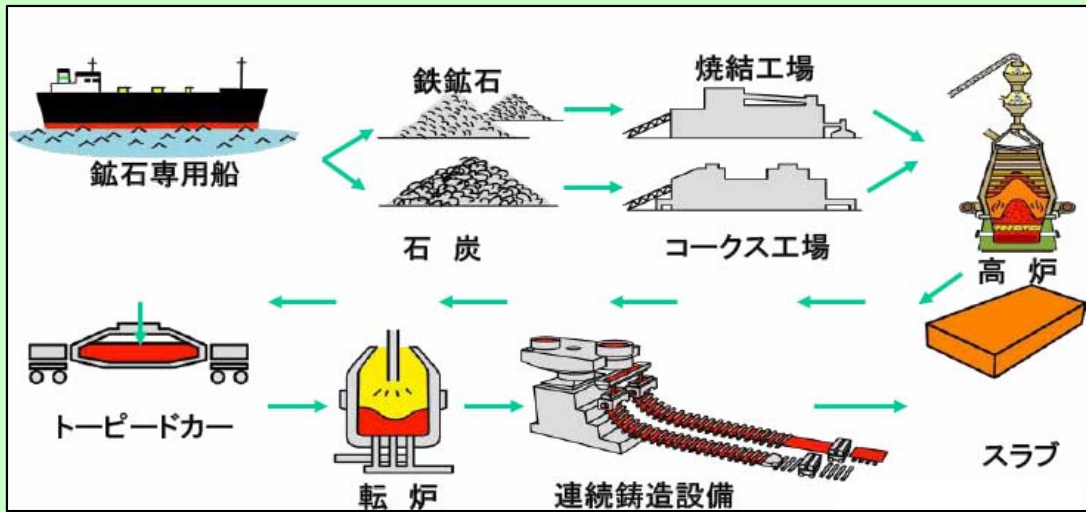 鉱石専用船
鉄鉱石
焼結工場
石 炭
コークス工場
高 炉
トーピードカー
転 炉
連続鋳造設備
スラブ